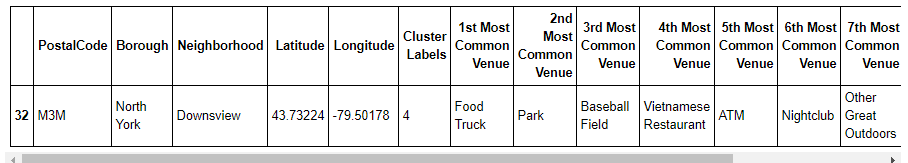 PostalCode Borough Neighborhood Latitude Longitude Cluster Labels 1st Most Common Venue 2nd Most Common Venue 3rd Most Common Venue 4th Most Common Venue 5th Most Common Venue 6th Most Common Venue 7th Most Common Venue
32 M3M North York Downsview 43.73224 -79.50178 4 Food Truck Park Baseball Field Vietnamese Restaurant ATM Nightclub Other Great Outdoors